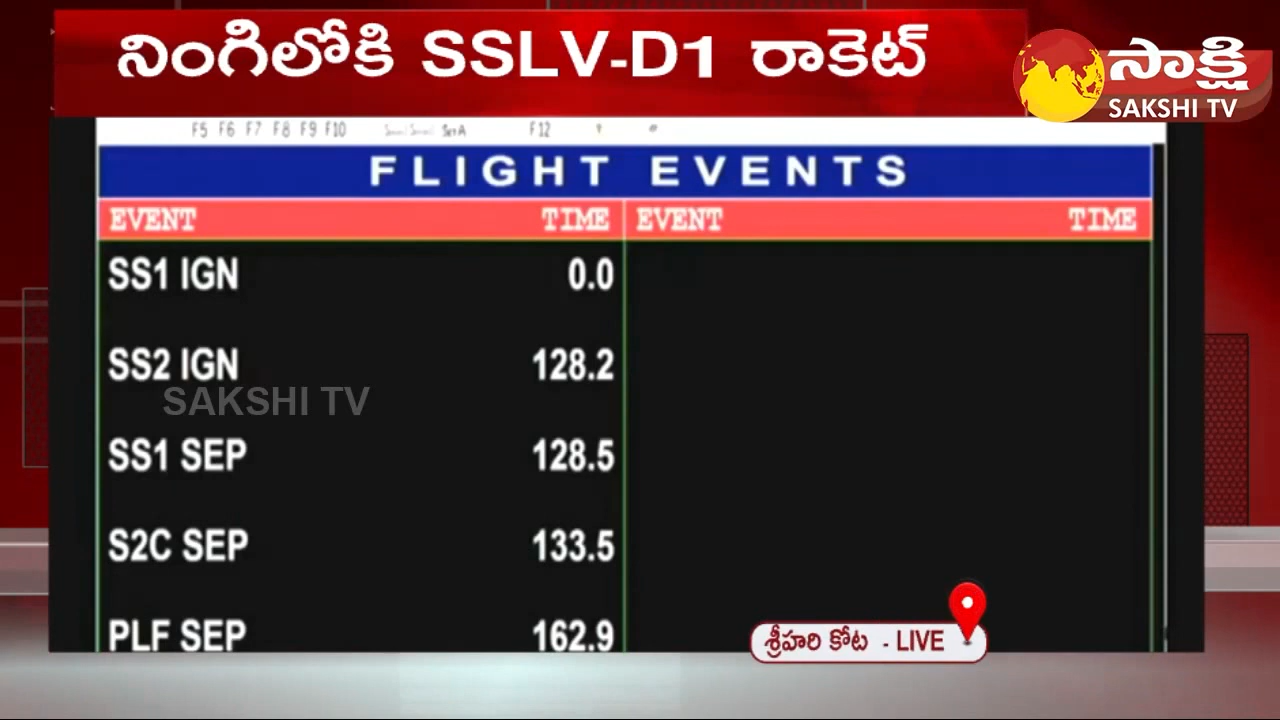 నింగిలోకి SSLV-D1 రాకెట్
సాక్షి
SAKSHI TV
F5 F6 F7 F8 F9 F10 SetA F12
FLIGHT EVENTS
EVENT TIME EVENT TIME
SS1 IGN 0.0
SS2 IGN 128.2
SAKSHI TV
SS1 SEP 128.5
S2C SEP 133.5
PLF SEP 162.9
శ్రీహరి కోట - LIVE